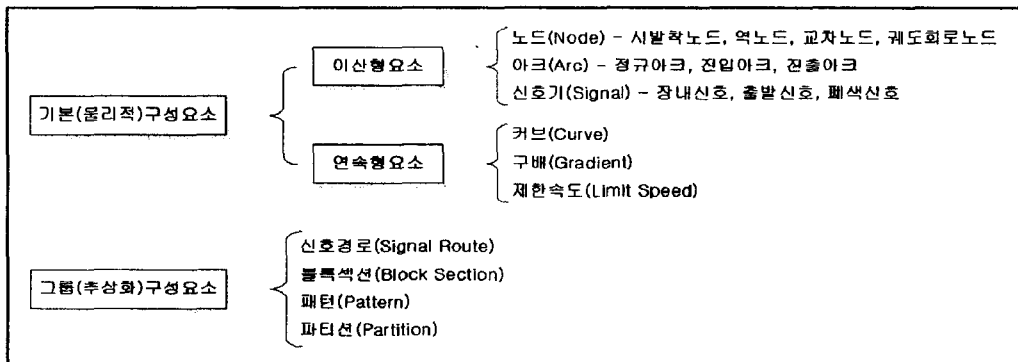 노드(Node) - 시발착노드, 역노드, 교차노드, 궤도회로노드
이산형요소
아크(Arc) - 정규아크, 진입아크, 진출아크
신호기(Signal) - 장내신호, 출발신호, 폐색신호
기본(물리적)구성요소
커브(Curve)
연속형요소
구배(Gradient)
제한속도(Limit Speed)
신호경로(Signal Route)
블록섹션(Block Section)
그룹(추상화)구성요소
패턴(Pattern)
파티션(Partition)